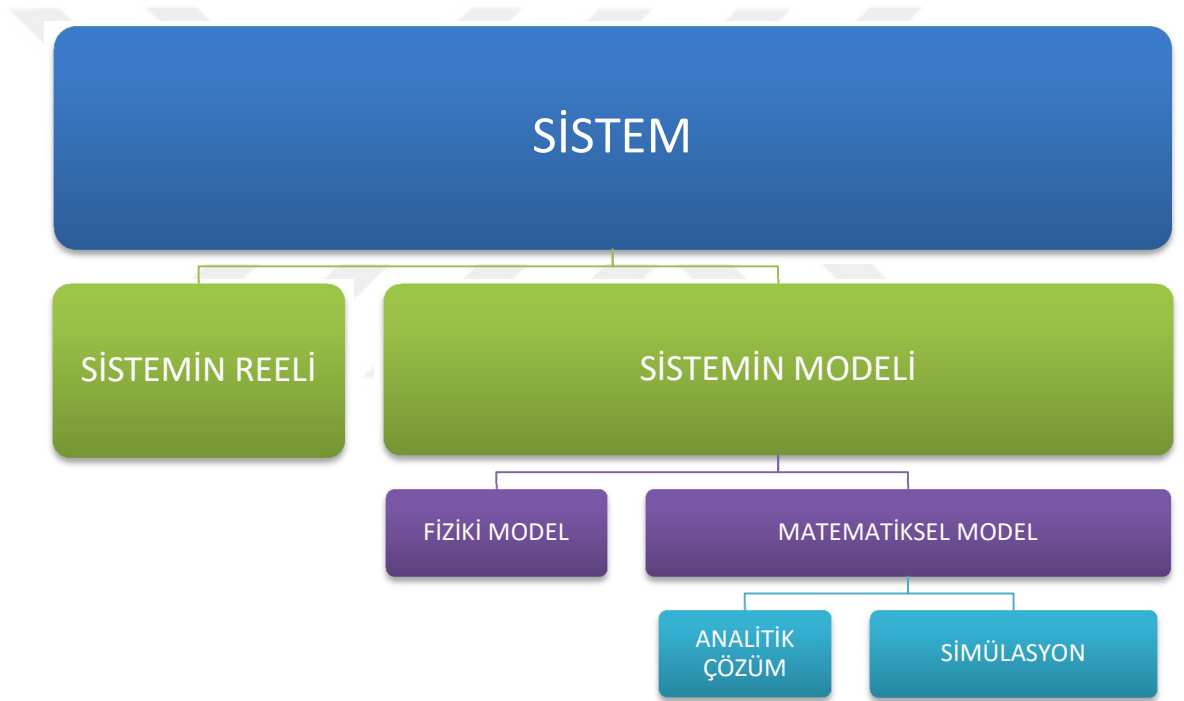 SİSTEM
SİSTEMİN REELİ
SİSTEMİN MODELİ
FİZİKİ MODEL
MATEMATİKSEL MODEL
ANALİTİK
ÇÖZÜM
SİMÜLASYON